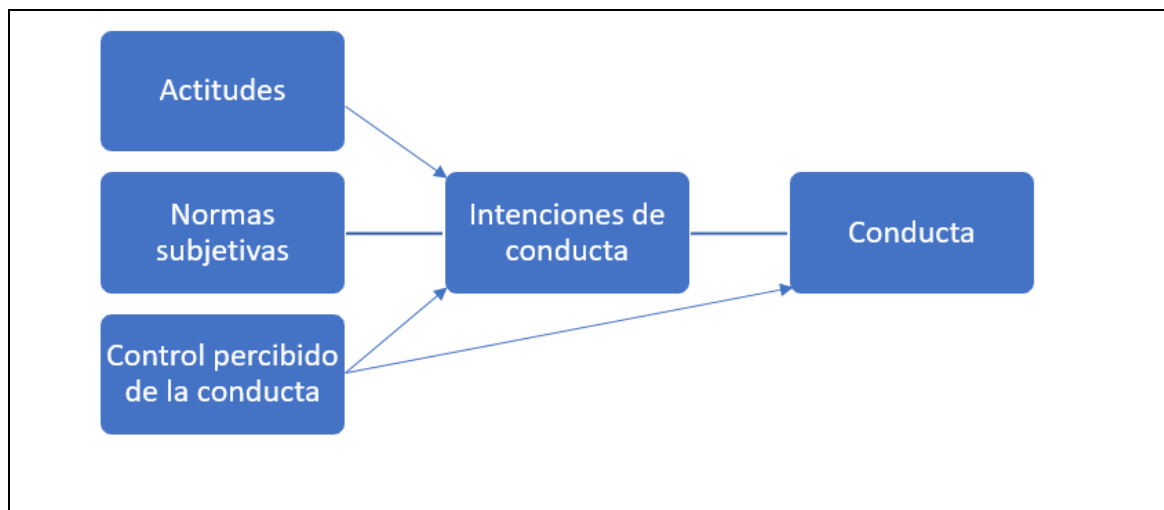 Actitudes
Normas
subjetivas
Intenciones de
conducta
Conducta
Control percibido
de la conducta